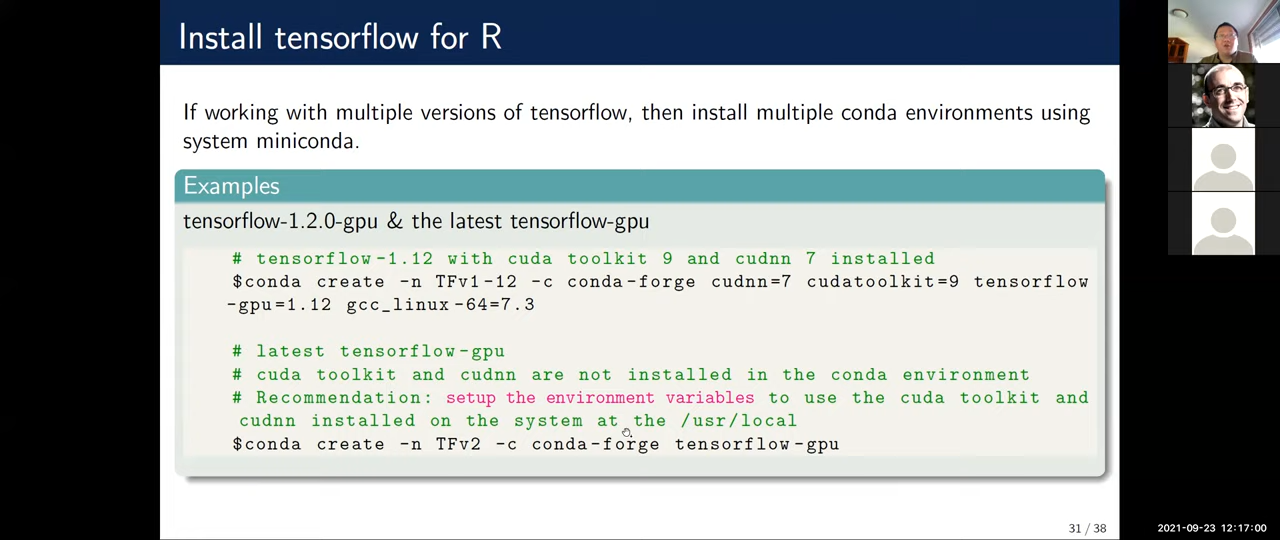 Install tensorflow for R
If working with multiple versions of tensorflow, then install multiple conda environments using
system miniconda.
Examples
tensorflow-1.2.0-gpu & the latest tensorflow-gpu
# tensorflow-1.12 with cuda toolkit 9 and cudnn 7 installed
$conda create -n TFv1-12 -c conda-forge cudnn=7 cudatoolkit=9 tensorflow
-gpu=1.12 gcc_linux-64=7.3
# latest tensorflow-gpu
# cuda toolkit and cudnn are not installed in the conda environment
# Recommendation: setup the environment variables to use the cuda toolkit and
cudnn installed on the system at the /usr/local
$conda create -n TFv2 -c conda-forge tensorflow-gpu
31 / 38
2021-09-23 12:17:00